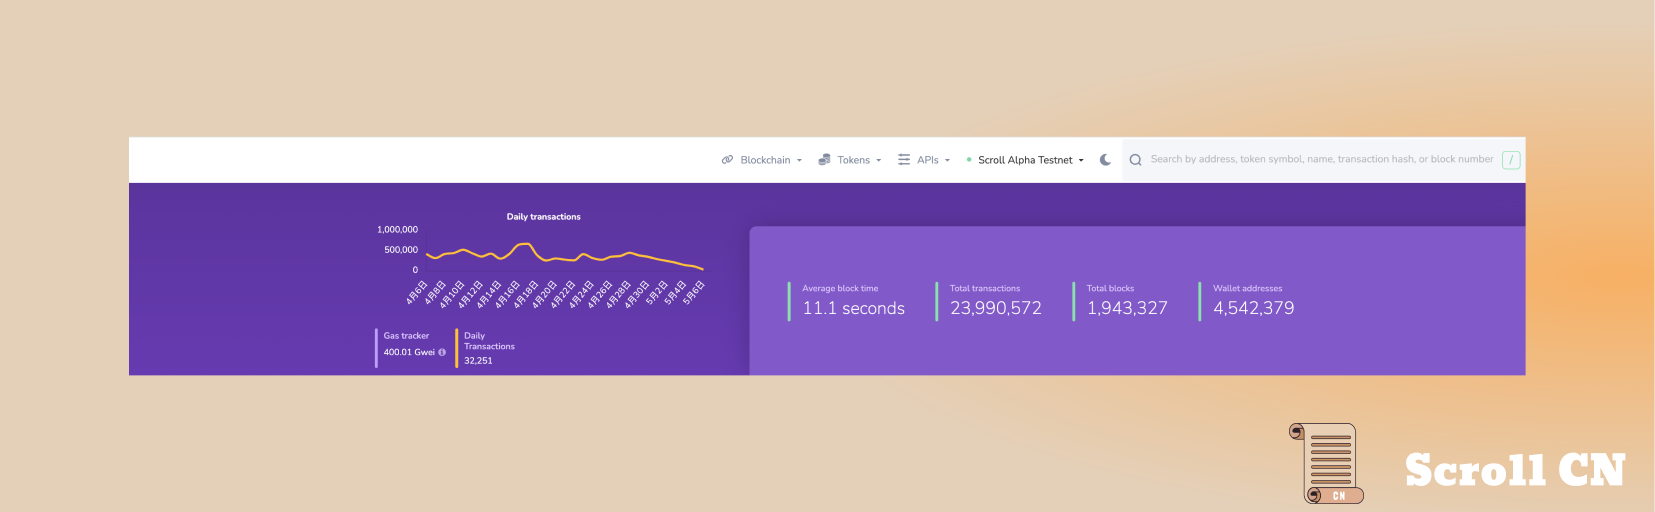 Blockchain
Tokens
APIs
Scroll Alpha Testnet
Search by address, token symbol, name, transaction hash, or block number
/
Daily transactions
1,000,000
500,000
0
4月6日
4月8日
4月10日
4月12日
4月14日
4月16日
4月18日
4月20日
4月22日
4月24日
4月26日
4月28日
4月30日
5月2日
5月4日
5月6日
Gas tracker
400.01 Gwei
Daily
Transactions
32,251
Average block time
11.1 seconds
Total transactions
23,990,572
Total blocks
1,943,327
Wallet addresses
4,542,379
CN
Scroll CN